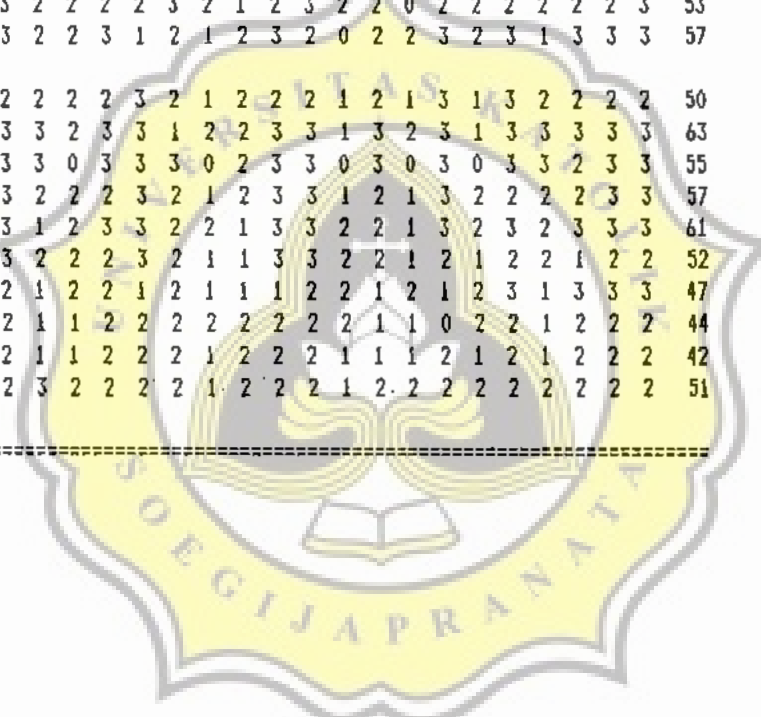 3 2 2 2 2 3 2 1 2 3 2 2 0 2 2 2 2 2 2 3 53
3 2 2 3 1 2 1 2 3 2 0 2 2 3 2 3 1 3 3 3 57
2 2 2 2 3 2 1 2 2 2 1 2 1 3 1 3 2 2 2 2 50
3 3 2 3 3 1 2 2 3 3 1 3 2 3 1 3 3 3 3 3 63
3 3 0 3 3 3 0 2 3 3 0 3 0 3 0 3 3 2 3 3 55
3 2 2 2 3 2 1 2 3 3 1 2 1 3 2 2 2 2 3 3 57
3 1 2 3 3 2 2 1 3 3 2 2 1 3 2 3 2 3 3 3 61
3 2 2 2 3 2 1 1 3 3 2 2 1 2 1 2 2 1 2 2 52
2 1 2 2 1 2 1 1 1 2 2 1 2 1 2 3 1 3 3 3 47
2 1 1 2 2 2 2 2 2 2 2 1 1 0 2 2 1 2 2 2 44
2 1 1 2 2 2 1 2 2 2 1 1 1 2 1 2 1 2 2 2 42
2 3 2 2 2 2 1 2 2 2 1 2 2 2 2 2 2 2 2 2 51
UNIVERSITAS KATOLIK
SOEGIJAPRANATA